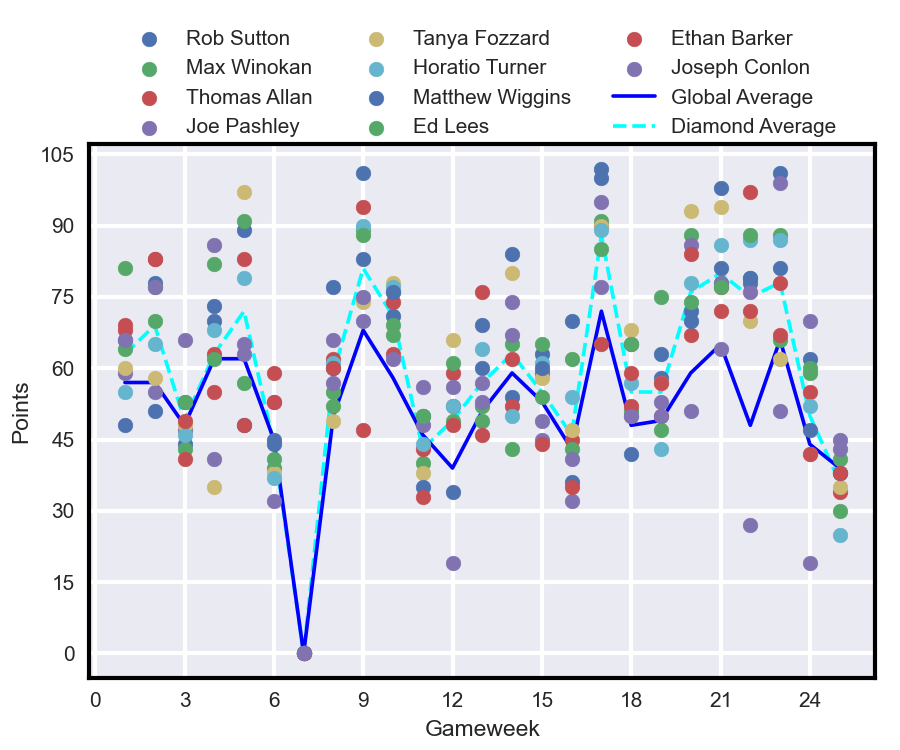 Rob Sutton
Max Winokan
Thomas Allan
Joe Pashley
Tanya Fozzard
Horatio Turner
Matthew Wiggins
Ed Lees
Ethan Barker
Joseph Conlon
Global Average
Diamond Average
105
90
75
60
45
30
15
0
Points
0 3 6 9 12 15 18 21 24
Gameweek